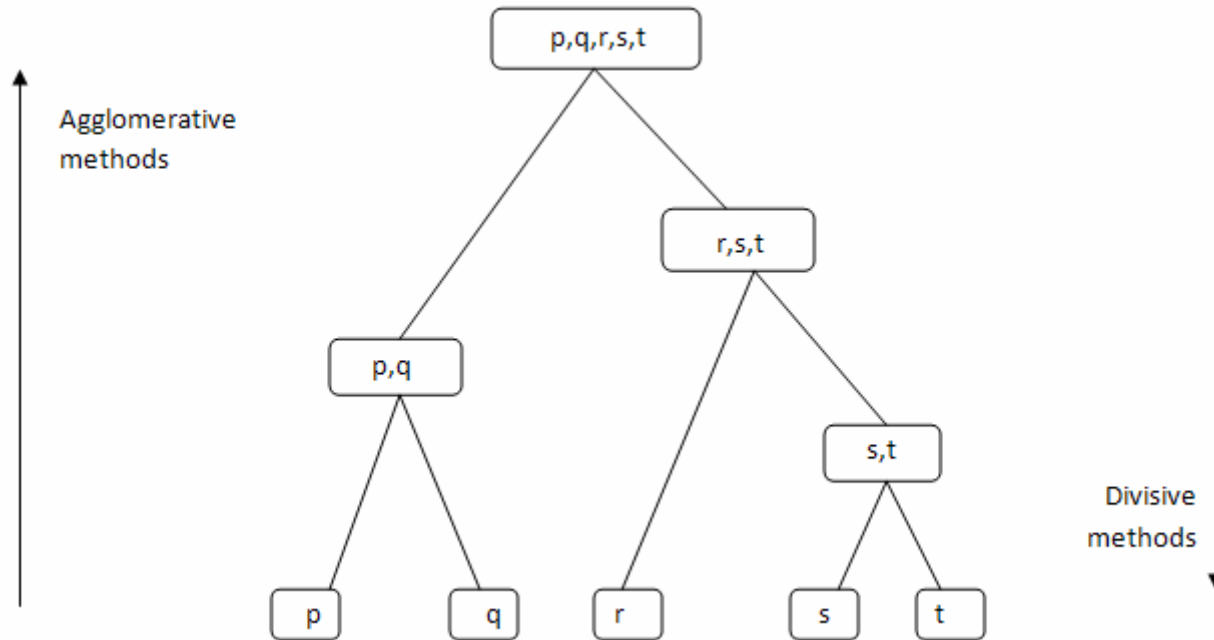 p,q,r,s,t
Agglomerative
methods
r,s,t
p,q
s,t
Divisive
methods
p
q
r
s
t